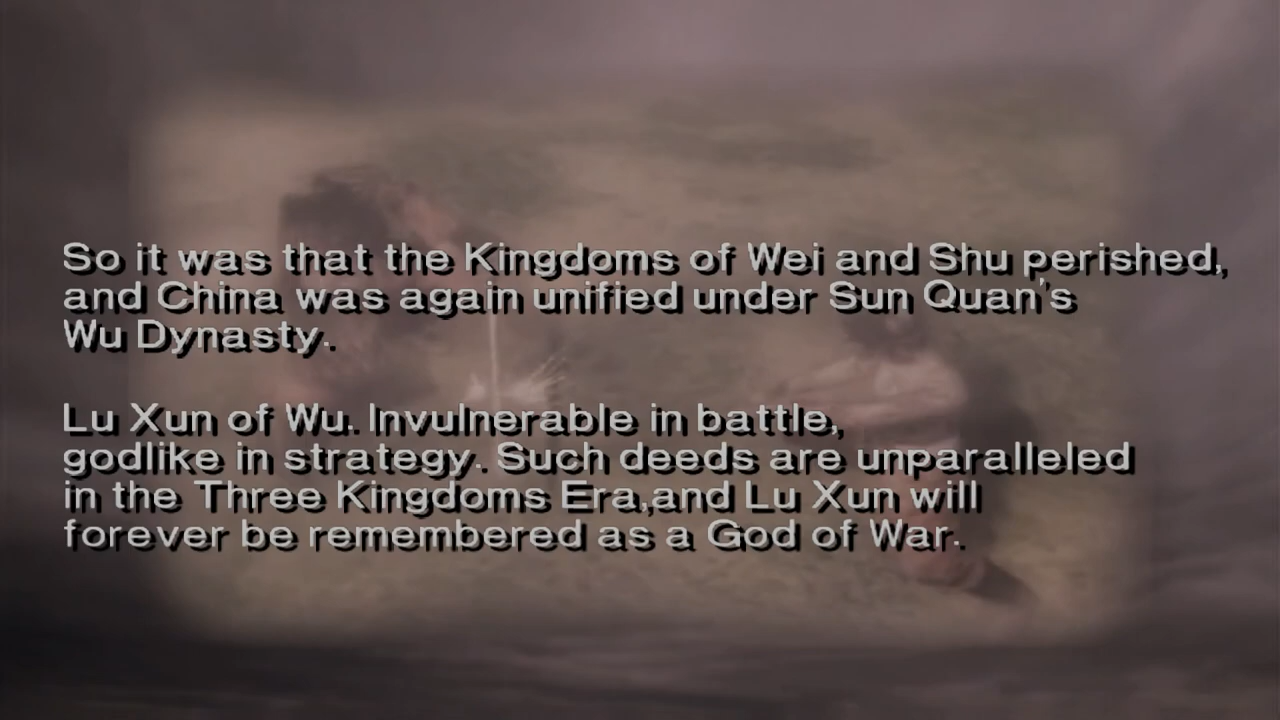 So it was that the Kingdoms of Wei and Shu perished,
and China was again unified under Sun Quan's
Wu Dynasty.
Lu Xun of Wu. Invulnerable in battle,
godlike in strategy. Such deeds are unparalleled
in the Three Kingdoms Era,and Lu Xun will
forever be remembered as a God of War.